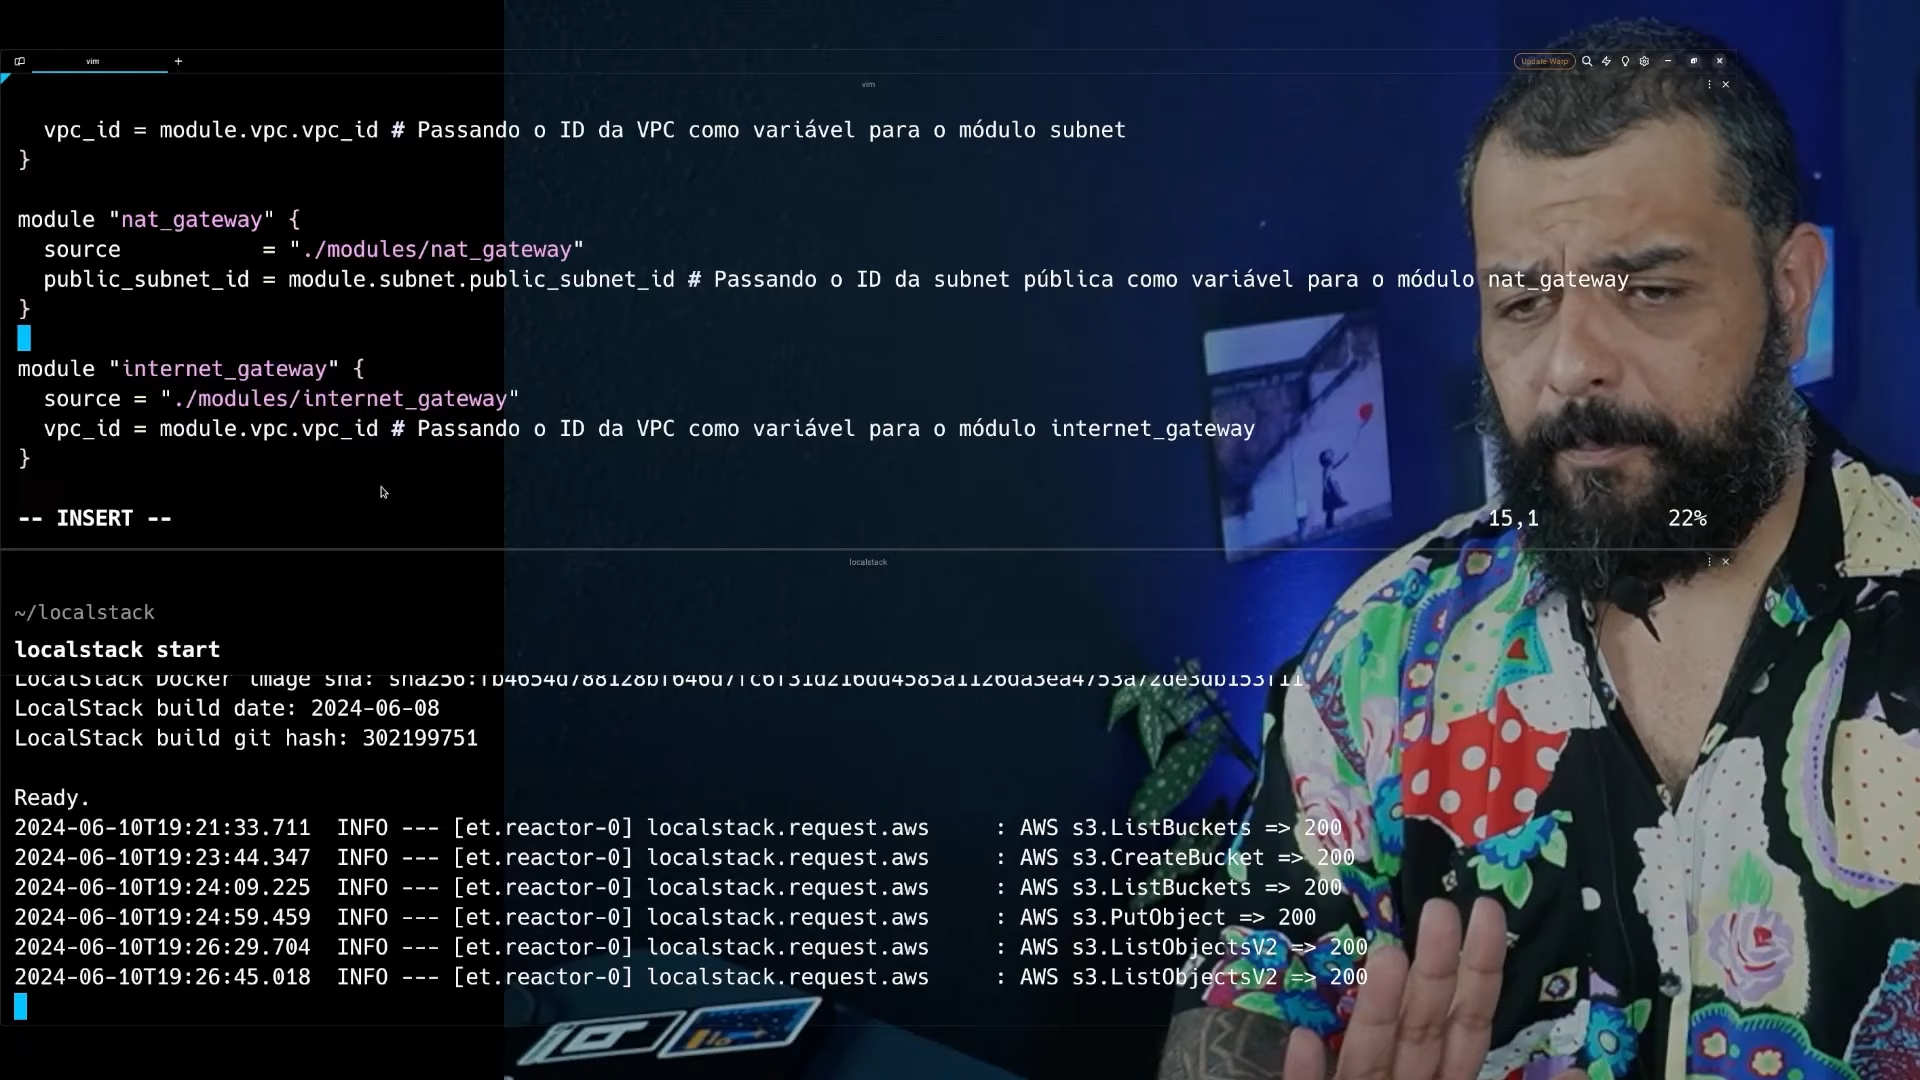 vim
+
Update Warp
vim
vpc_id = module.vpc.vpc_id # Passando o ID da VPC como variável para o módulo subnet
}
module "nat_gateway" {
source = "./modules/nat_gateway"
public_subnet_id = module.subnet.public_subnet_id # Passando o ID da subnet pública como variável para o módulo nat_gateway
}
module "internet_gateway" {
source = "./modules/internet_gateway"
vpc_id = module.vpc.vpc_id # Passando o ID da VPC como variável para o módulo internet_gateway
}
-- INSERT -- 15,1 22%
localstack
~/localstack
localstack start
LocalStack Docker image sha:
LocalStack build date: 2024-06-08
LocalStack build git hash: 302199751
Ready.
2024-06-10T19:21:33.711 INFO --- [et.reactor-0] localstack.request.aws : AWS s3.ListBuckets => 200
2024-06-10T19:23:44.347 INFO --- [et.reactor-0] localstack.request.aws : AWS s3.CreateBucket => 200
2024-06-10T19:24:09.225 INFO --- [et.reactor-0] localstack.request.aws : AWS s3.ListBuckets => 200
2024-06-10T19:24:59.459 INFO --- [et.reactor-0] localstack.request.aws : AWS s3.PutObject => 200
2024-06-10T19:26:29.704 INFO --- [et.reactor-0] localstack.request.aws : AWS s3.ListObjectsV2 => 200
2024-06-10T19:26:45.018 INFO --- [et.reactor-0] localstack.request.aws : AWS s3.ListObjectsV2 => 200